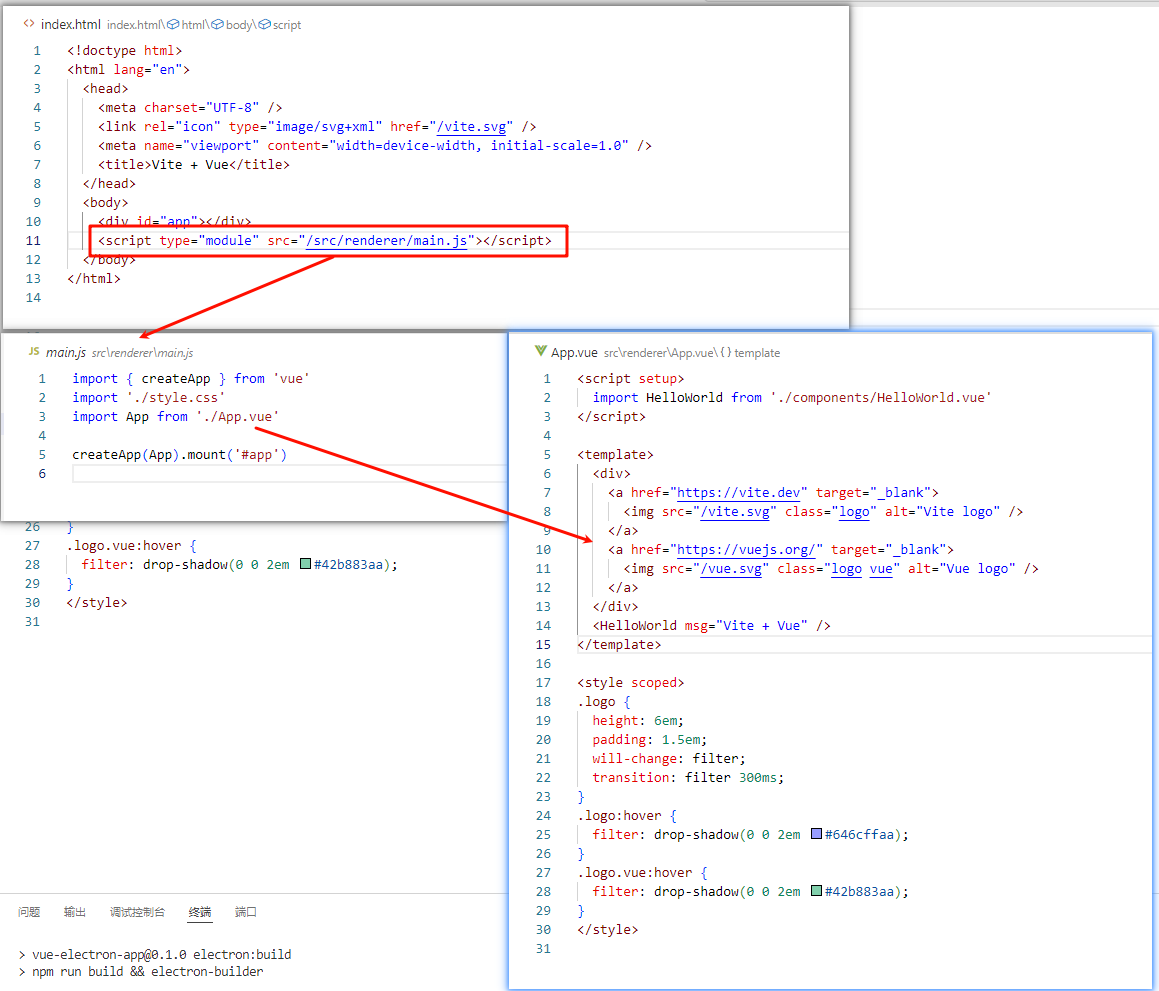 index.html index.html\html\body\script
1 <!doctype html>
2 <html lang="en">
3 <head>
4 <meta charset="UTF-8" />
5 <link rel="icon" type="image/svg+xml" href="/vite.svg" />
6 <meta name="viewport" content="width=device-width, initial-scale=1.0" />
7 <title>Vite + Vue</title>
8 </head>
9 <body>
10 <div id="app"></div>
11 <script type="module" src="/src/renderer/main.js"></script>
12 </body>
13 </html>
14
JS main.js src\renderer\main.js
1 import { createApp } from 'vue'
2 import './style.css'
3 import App from './App.vue'
4
5 createApp(App).mount('#app')
6
26 }
27 .logo.vue:hover {
28 filter: drop-shadow(0 0 2em #42b883aa);
29 }
30 </style>
31
App.vue src\renderer\App.vue\{} template
1 <script setup>
2 import HelloWorld from './components/HelloWorld.vue'
3 </script>
4
5 <template>
6 <div>
7 <a href="https://vite.dev" target="_blank">
8 <img src="/vite.svg" class="logo" alt="Vite logo" />
9 </a>
10 <a href="https://vuejs.org/" target="_blank">
11 <img src="/vue.svg" class="logo vue" alt="Vue logo" />
12 </a>
13 </div>
14 <HelloWorld msg="Vite + Vue" />
15 </template>
16
17 <style scoped>
18 .logo {
19 height: 6em;
20 padding: 1.5em;
21 will-change: filter;
22 transition: filter 300ms;
23 }
24 .logo:hover {
25 filter: drop-shadow(0 0 2em #646cffaa);
26 }
27 .logo.vue:hover {
28 filter: drop-shadow(0 0 2em #42b883aa);
29 }
30 </style>
31
问题 输出 调试控制台 终端 端口
> vue-electron-app@0.1.0 electron:build
> npm run build && electron-builder